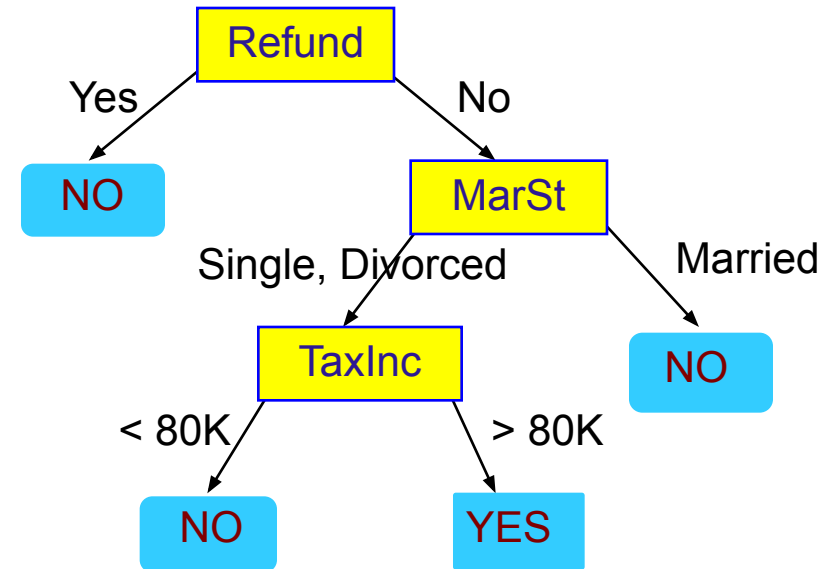 Refund
Yes
No
NO
MarSt
Single, Divorced
Married
TaxInc
NO
< 80K
> 80K
NO
YES